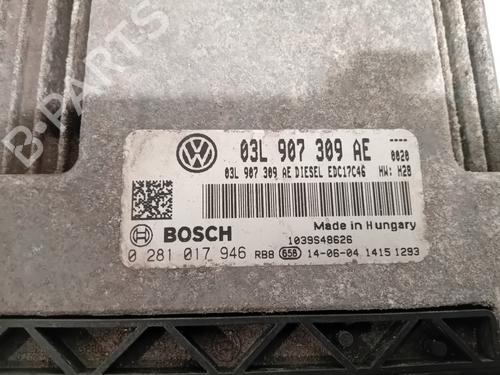 B-PARTS
03L 907 309 AE ----
03L 907 309 AE DIESEL EDC17C46 0020
HW: H28
Made in Hungary
BOSCH 1039S48626
0 281 017 946 RB8 658 14-06-04 1415 1293